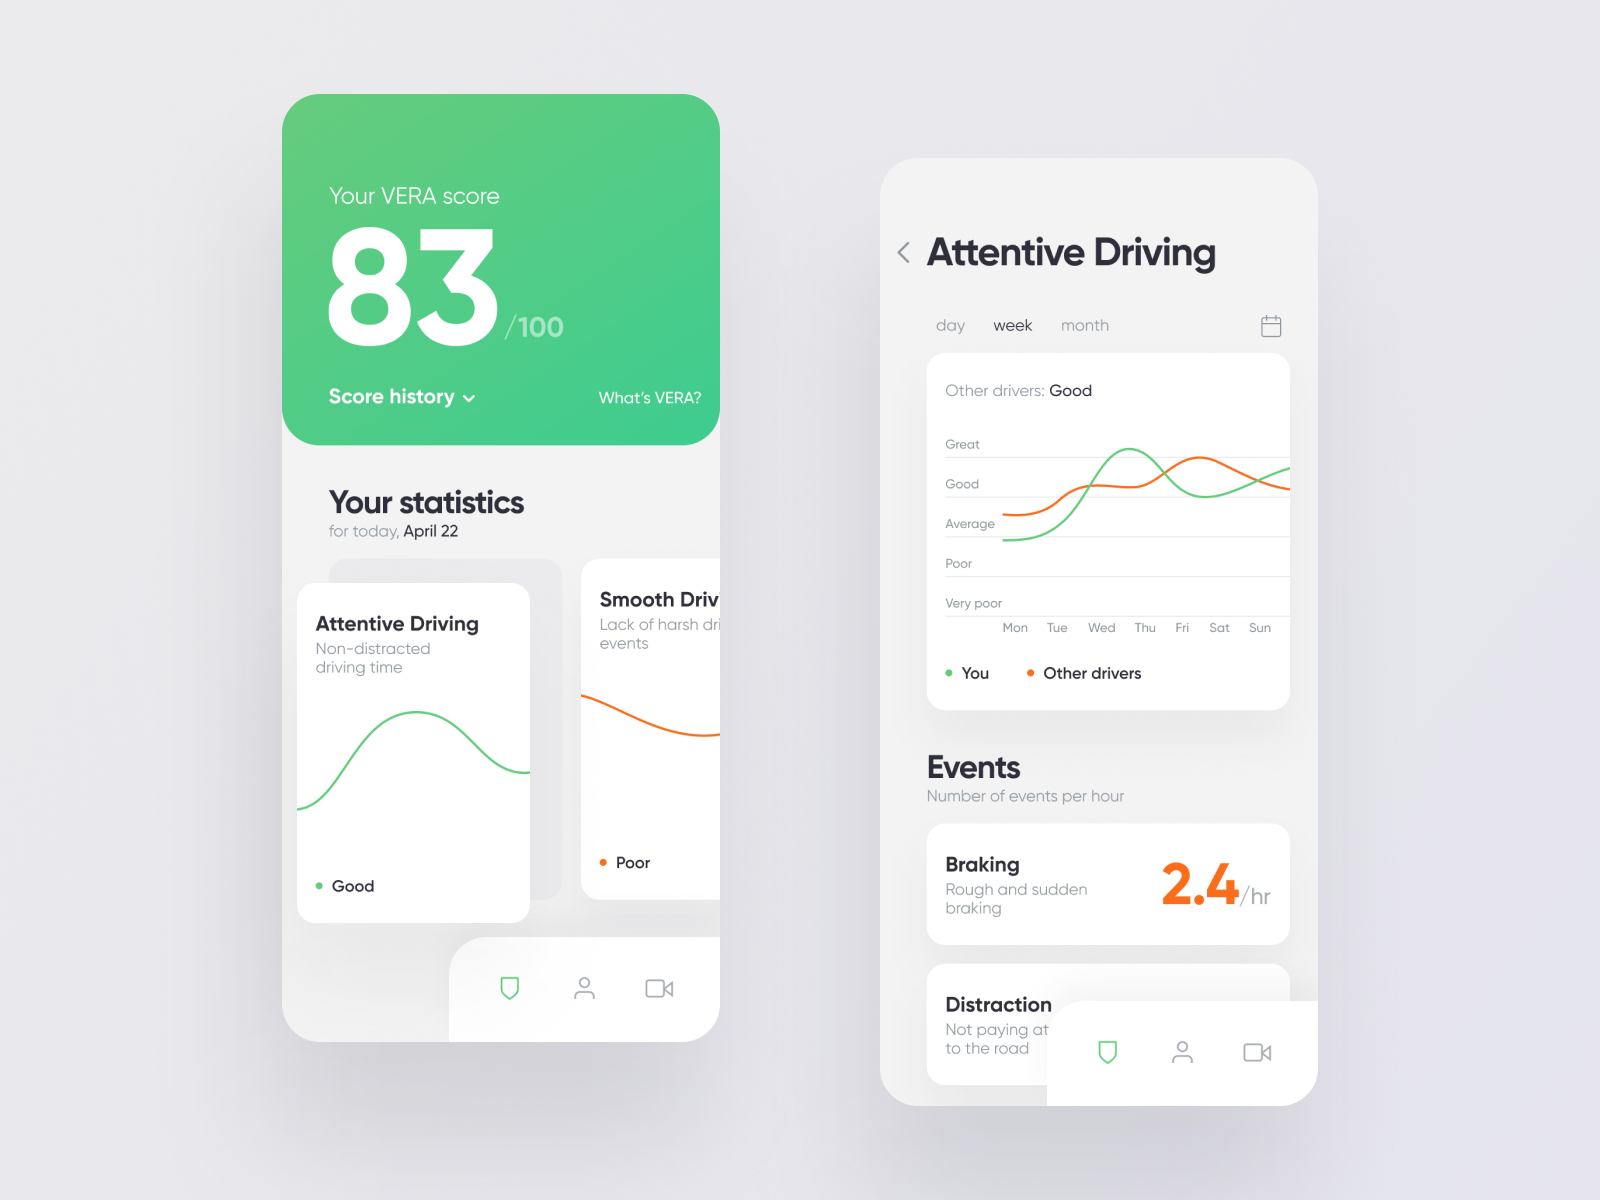 Your VERA score
83/100
Score history
What's VERA?
Your statistics
for today, April 22
Attentive Driving
Non-distracted
driving time
Good
Smooth Driv
Lack of harsh dri
events
Poor
Attentive Driving
day week month
Other drivers: Good
Great
Good
Average
Poor
Very poor
Mon Tue Wed Thu Fri Sat Sun
You
Other drivers
Events
Number of events per hour
Braking
Rough and sudden
braking
2.4/hr
Distraction
Not paying at
to the road